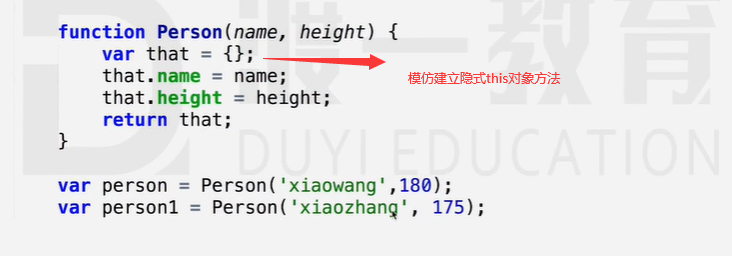 function Person(name, height) {
var that = {};
模仿建立隐式this对象方法
that.name = name;
that.height = height;
return that;
}
var person = Person('xiaowang',180);
var person1 = Person('xiaozhang', 175);
渡一教育
DUYI EDUCATION